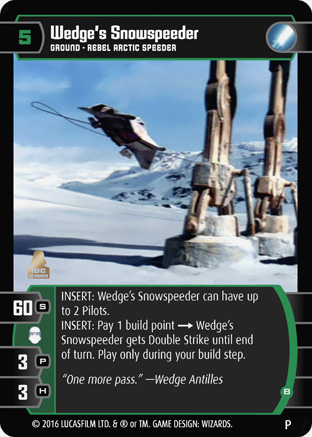 5 Wedge's Snowspeeder
GROUND - REBEL ARCTIC SPEEDER
60 S
3 P
3 H
INSERT: Wedge's Snowspeeder can have up
to 2 Pilots.
INSERT: Pay 1 build point → Wedge's
Snowspeeder gets Double Strike until end
of turn. Play only during your build step.
"One more pass." —Wedge Antilles
B
© 2016 LUCASFILM LTD. & ® or TM. GAME DESIGN: WIZARDS.
P